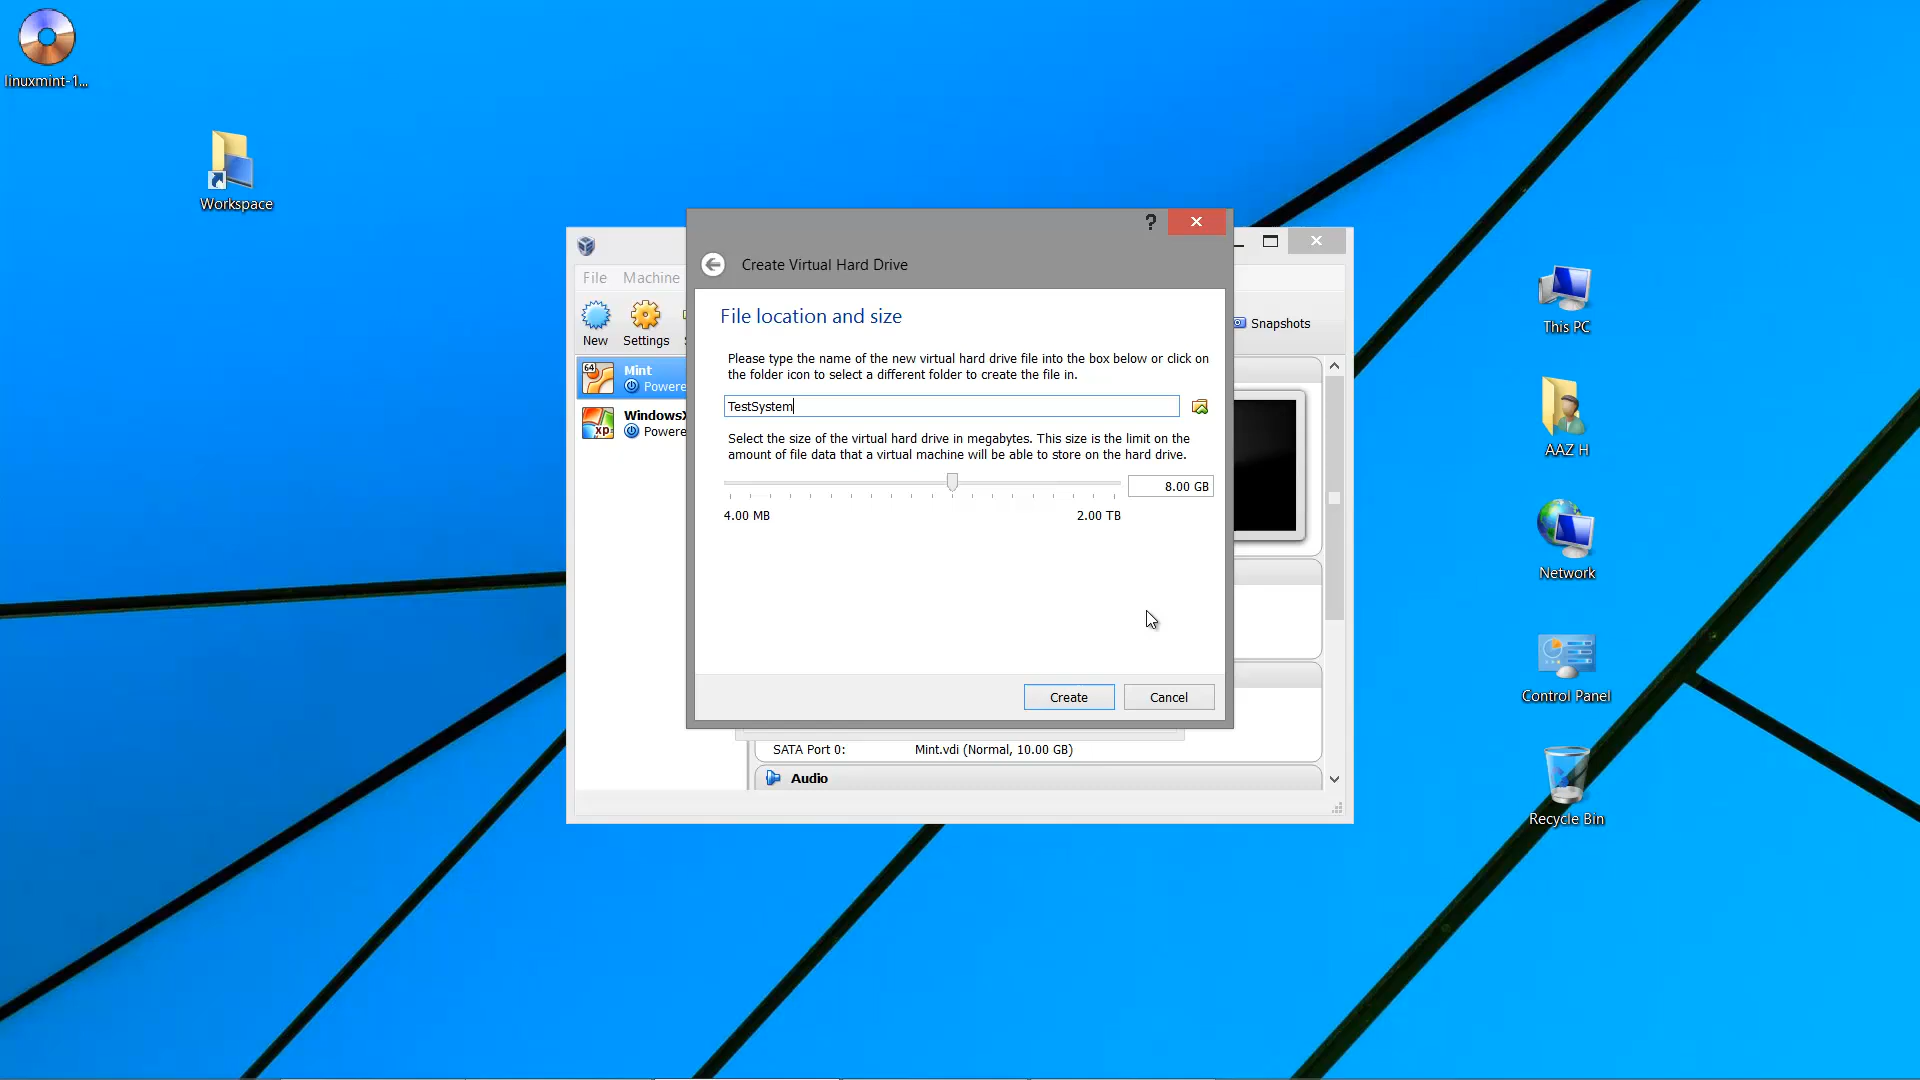 linuxmint-1...
Workspace
?
Create Virtual Hard Drive
File location and size
Please type the name of the new virtual hard drive file into the box below or click on
the folder icon to select a different folder to create the file in.
TestSystem
Select the size of the virtual hard drive in megabytes. This size is the limit on the
amount of file data that a virtual machine will be able to store on the hard drive.
8.00 GB
4.00 MB
2.00 TB
Create
Cancel
File Machine
New
Settings
Snapshots
64
Mint
Powere
xp
Windows
Powere
SATA Port 0: Mint.vdi (Normal, 10.00 GB)
Audio
This PC
AAZ H
Network
Control Panel
Recycle Bin